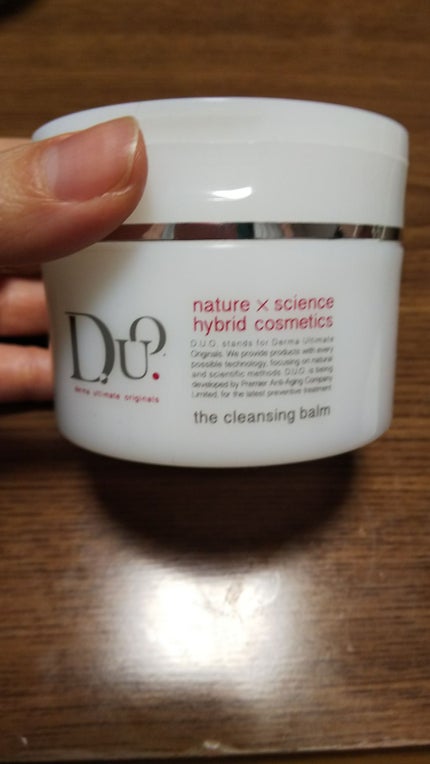 D.U.O.
derma ultimate originals
nature × science
hybrid cosmetics
D.U.O. stands for Derma Ultimate
Originals. We provide products with every
possible technology, focusing on natural
and scientific methods. D.U.O. is being
developed by Premier Anti-Aging Company
Limited, for the latest preventive treatment.
the cleansing balm